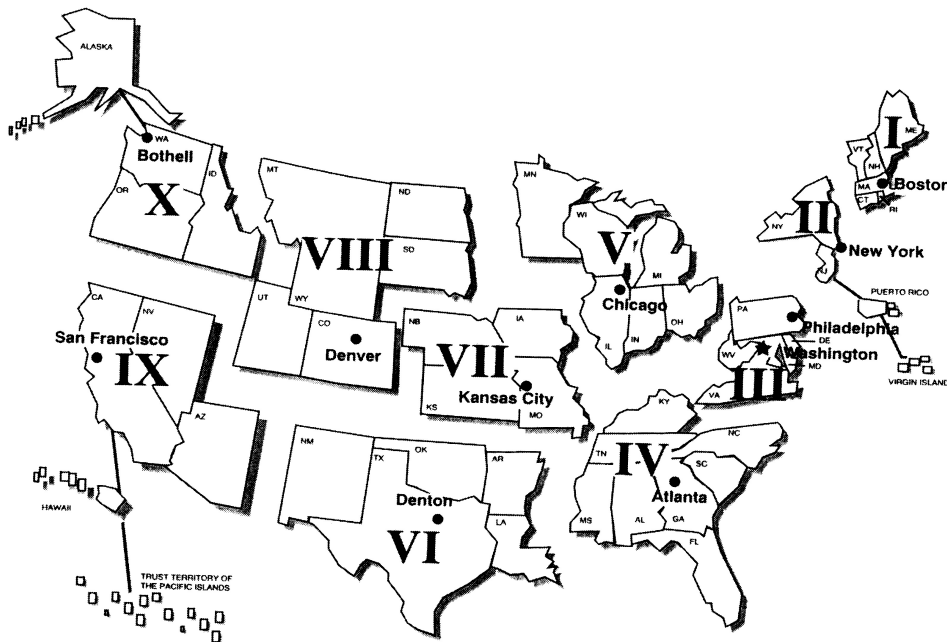 ALASKA
WA
Bothell
OR
ID
X
MT
ND
SD
VIII
WY
UT
CO
Denver
MN
WI
V
MI
Chicago
IL
IN
OH
I
ME
VT
NH
MA
Boston
CT
RI
II
NY
New York
NJ
PUERTO RICO
VIRGIN ISLAND
PA
Philadelphia
DE
WV
Washington
MD
III
VA
CA
NV
San Francisco
IX
AZ
HAWAII
TRUST TERRITORY OF
THE PACIFIC ISLANDS
NB
IA
VII
Kansas City
KS
MO
NM
TX
OK
AR
Denton
LA
VI
KY
TN
NC
IV
SC
Atlanta
MS
AL
GA
FL